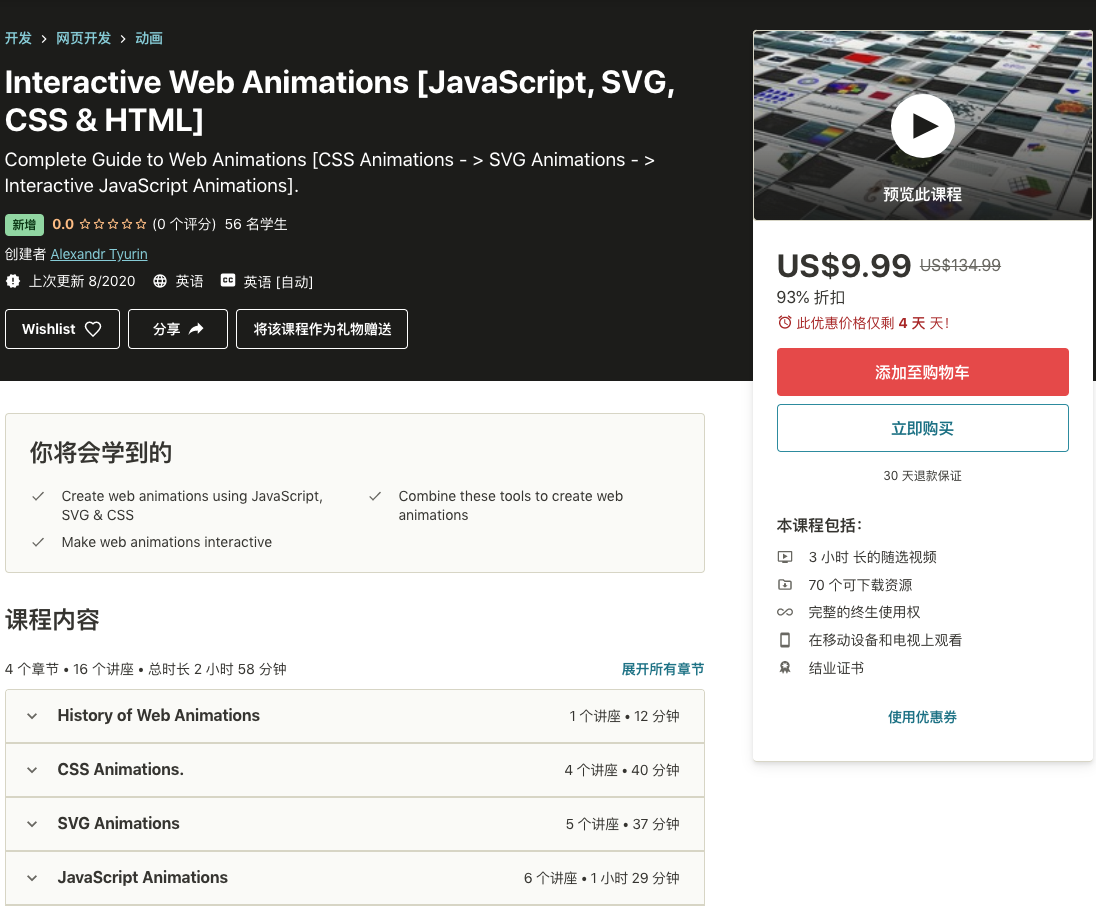 开发 > 网页开发 > 动画
Interactive Web Animations [JavaScript, SVG,
CSS & HTML]
Complete Guide to Web Animations [CSS Animations - > SVG Animations - >
Interactive JavaScript Animations].
新增 0.0 (0 个评分) 56 名学生
创建者 Alexandr Tyurin
上次更新 8/2020 英语 CC 英语 [自动]
Wishlist 分享 将该课程作为礼物赠送
预览此课程
US$9.99 US$134.99
93% 折扣
此优惠价格仅剩 4 天 天!
添加至购物车
立即购买
30 天退款保证
本课程包括：
3 小时 长的随选视频
70 个可下载资源
完整的终生使用权
在移动设备和电视上观看
结业证书
使用优惠券
你将会学到的
Create web animations using JavaScript,
SVG & CSS
Make web animations interactive
Combine these tools to create web
animations
课程内容
4 个章节 • 16 个讲座 • 总时长 2 小时 58 分钟 展开所有章节
History of Web Animations 1 个讲座 • 12 分钟
CSS Animations. 4 个讲座 • 40 分钟
SVG Animations 5 个讲座 • 37 分钟
JavaScript Animations 6 个讲座 • 1 小时 29 分钟